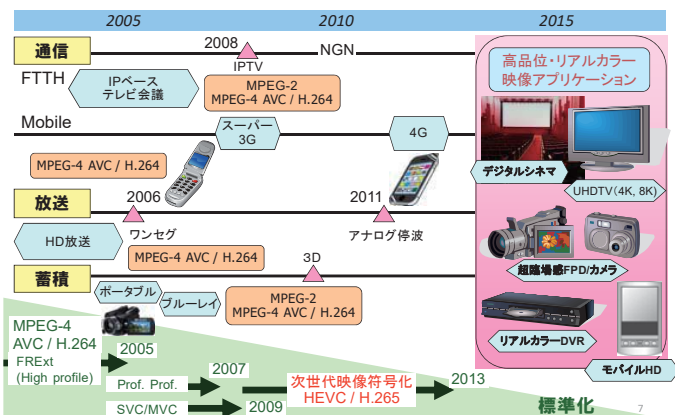 2005
2010
2015
通信
2008
NGN
IPTV
FTTH
IPベース
テレビ会議
MPEG-2
MPEG-4 AVC / H.264
Mobile
スーパー
3G
4G
MPEG-4 AVC / H.264
放送
2006
2011
HD放送
ワンセグ
アナログ停波
MPEG-4 AVC / H.264
3D
蓄積
ポータブル
ブルーレイ
MPEG-2
MPEG-4 AVC / H.264
高品位・リアルカラー
映像アプリケーション
デジタルシネマ
UHDTV(4K, 8K)
超臨場感FPD/カメラ
リアルカラーDVR
モバイルHD
MPEG-4
AVC / H.264
FRExt
(High profile)
2005
Prof. Prof.
2007
SVC/MVC
2009
次世代映像符号化
HEVC / H.265
2013
標準化
7